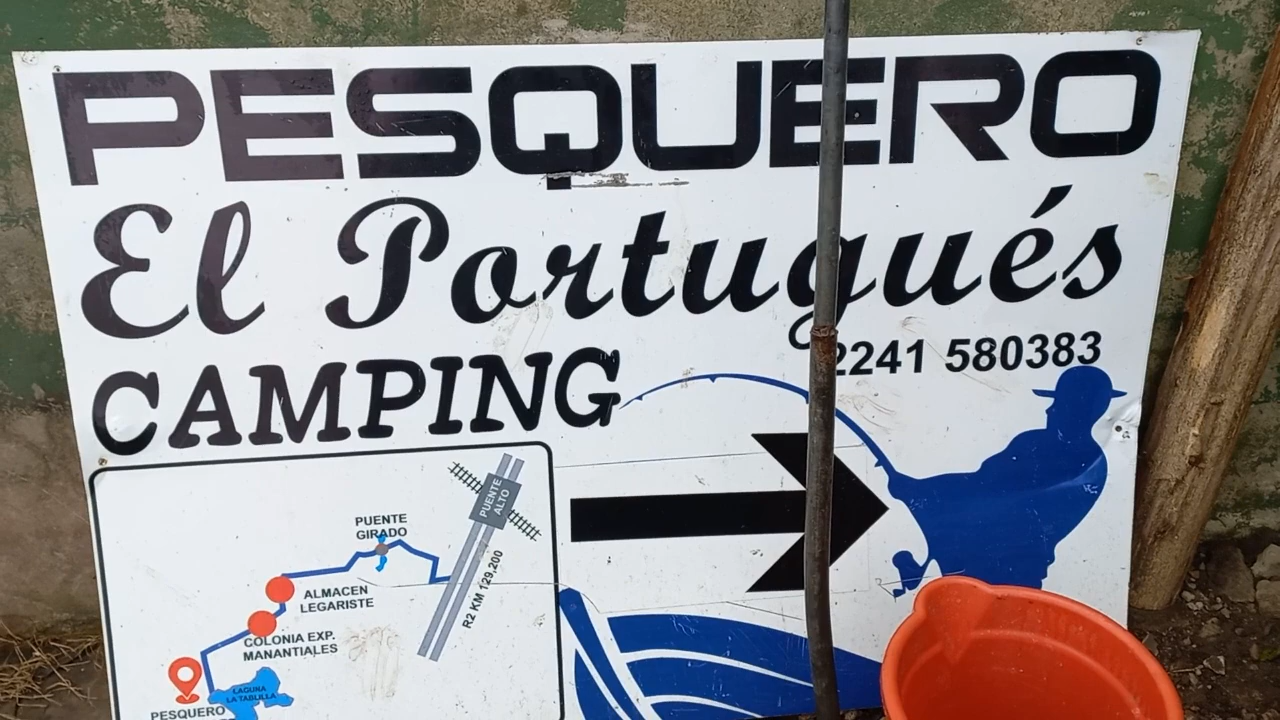 PESQUERO
El Portugués
2241 580383
CAMPING
PUENTE
ALTO
PUENTE
GIRADO
R2 KM 129,200
ALMACEN
LEGARISTE
COLONIA EXP.
MANANTIALES
LAGUNA
LA TABLILLA
PESQUERO